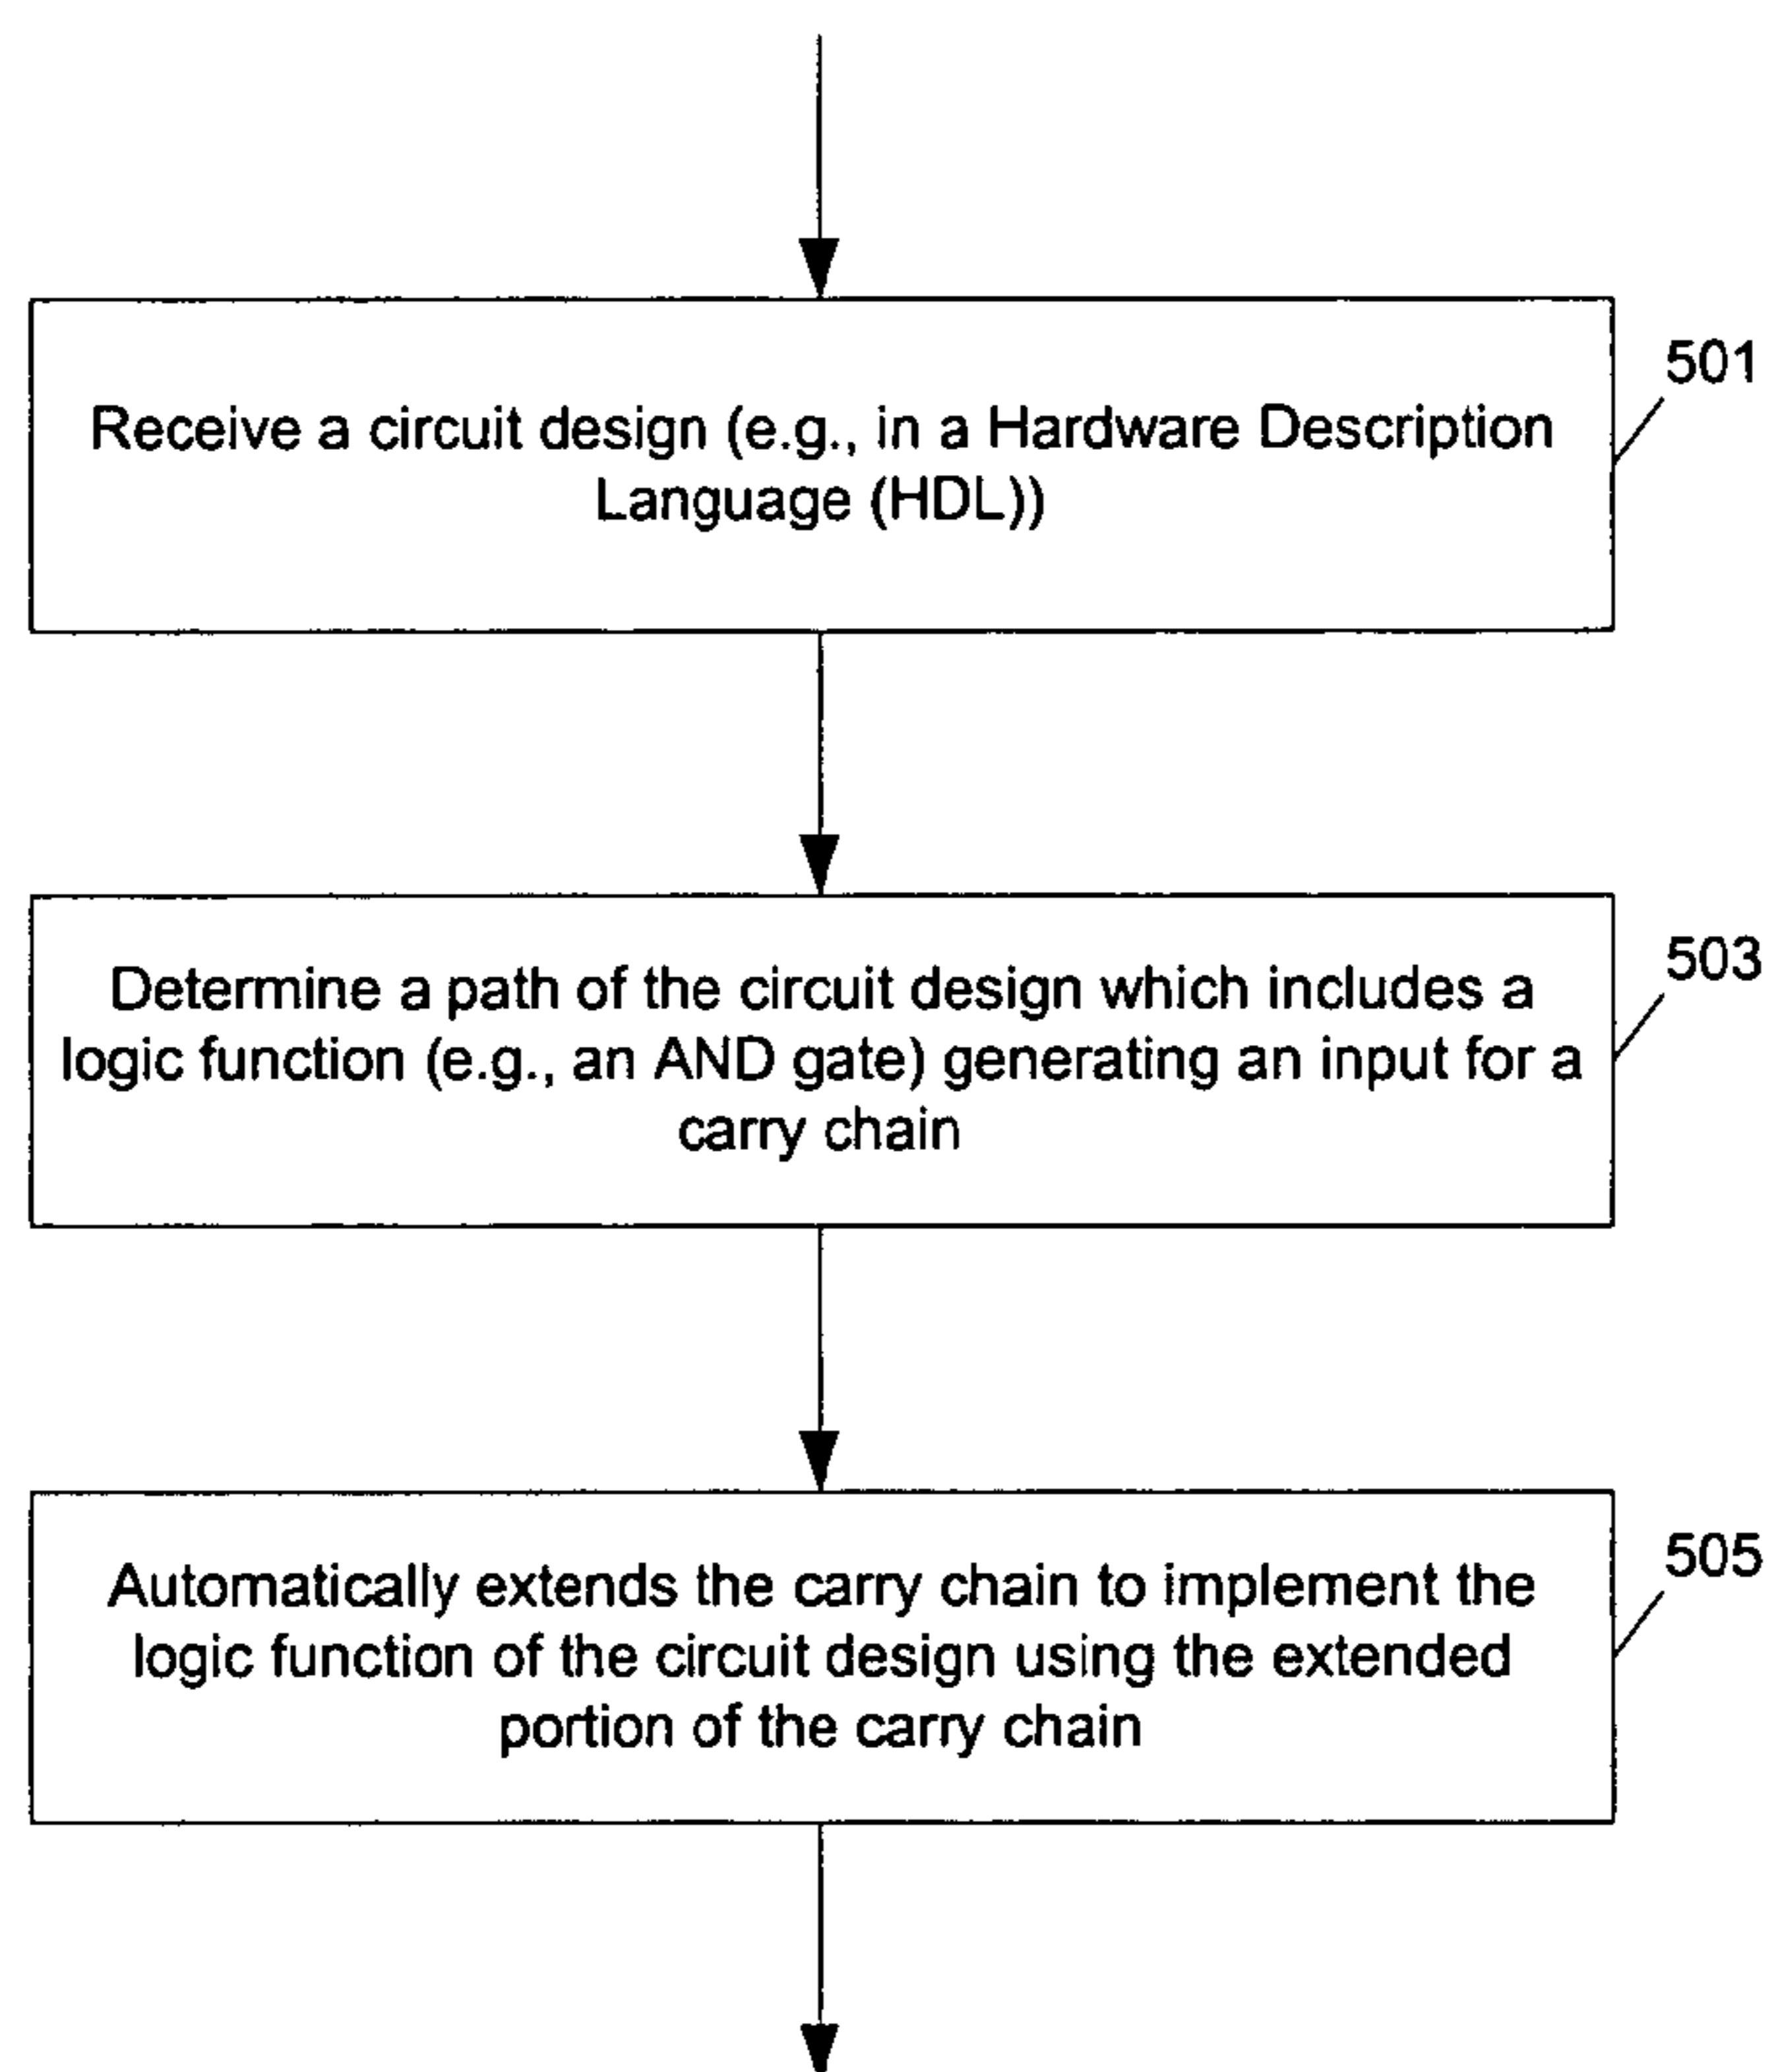 501
Receive a circuit design (e.g., in a Hardware Description
Language (HDL))
503
Determine a path of the circuit design which includes a
logic function (e.g., an AND gate) generating an input for a
carry chain
505
Automatically extends the carry chain to implement the
logic function of the circuit design using the extended
portion of the carry chain